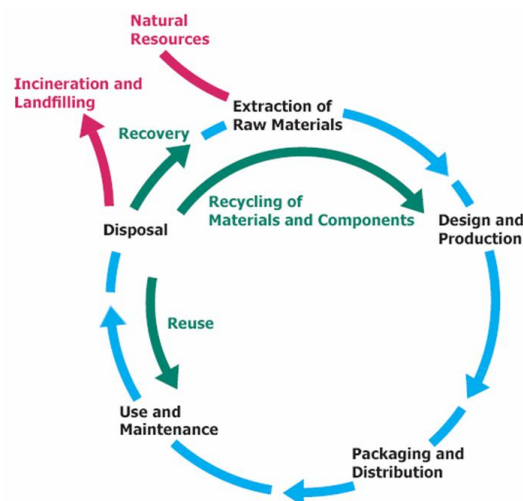 Natural
Resources
Incineration and
Landfilling
Extraction of
Raw Materials
Recovery
Recycling of
Materials and Components
Disposal
Design and
Production
Reuse
Use and
Maintenance
Packaging and
Distribution